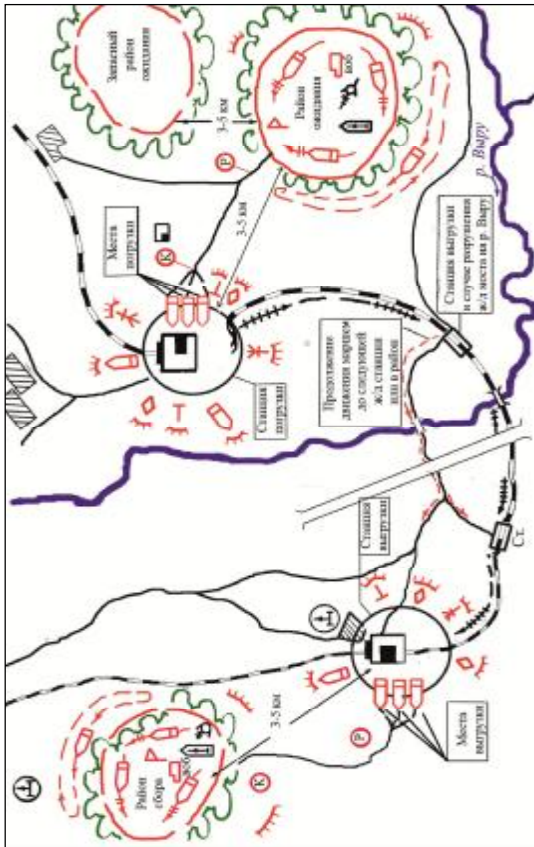 Запасный
район
ожидания
3-5 км
Район
ожидания
Р
3-5 км
Места
погрузки
К
Станция
погрузки
р. Выру
Станция выгрузки
в случае разрушения
ж/д моста на р. Выру
Продолжение
движения маршем
до следующей
ж/д станции
или в район
Станция
выгрузки
Ст.
3-5 км
Район
сбора
Р
К
Места
выгрузки